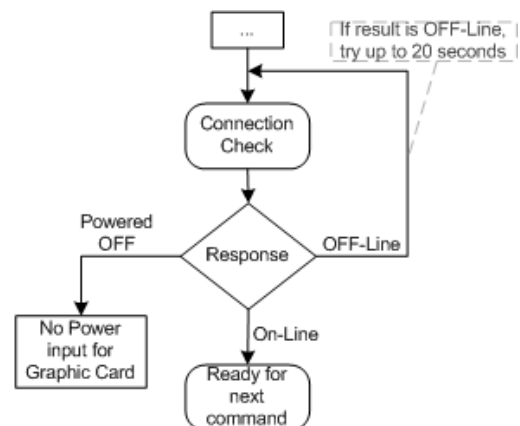 ...
If result is OFF-Line,
try up to 20 seconds
Connection
Check
Powered
OFF
Response
OFF-Line
No Power
input for
Graphic Card
On-Line
Ready for
next
command